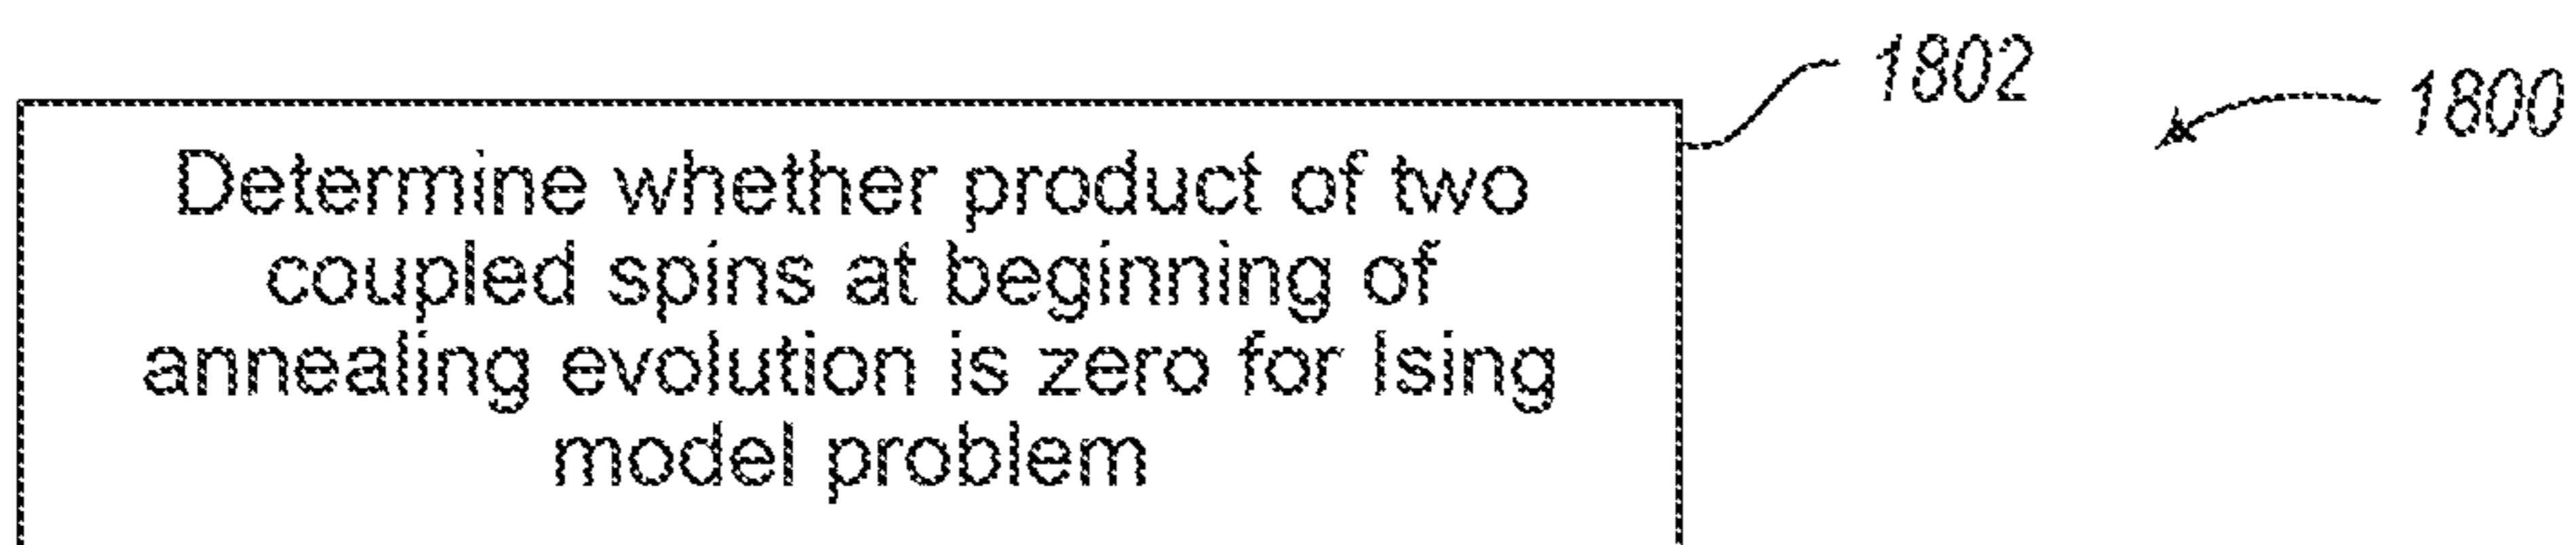 1802
1800
Determine whether product of two
coupled spins at beginning of
annealing evolution is zero for Ising
model problem